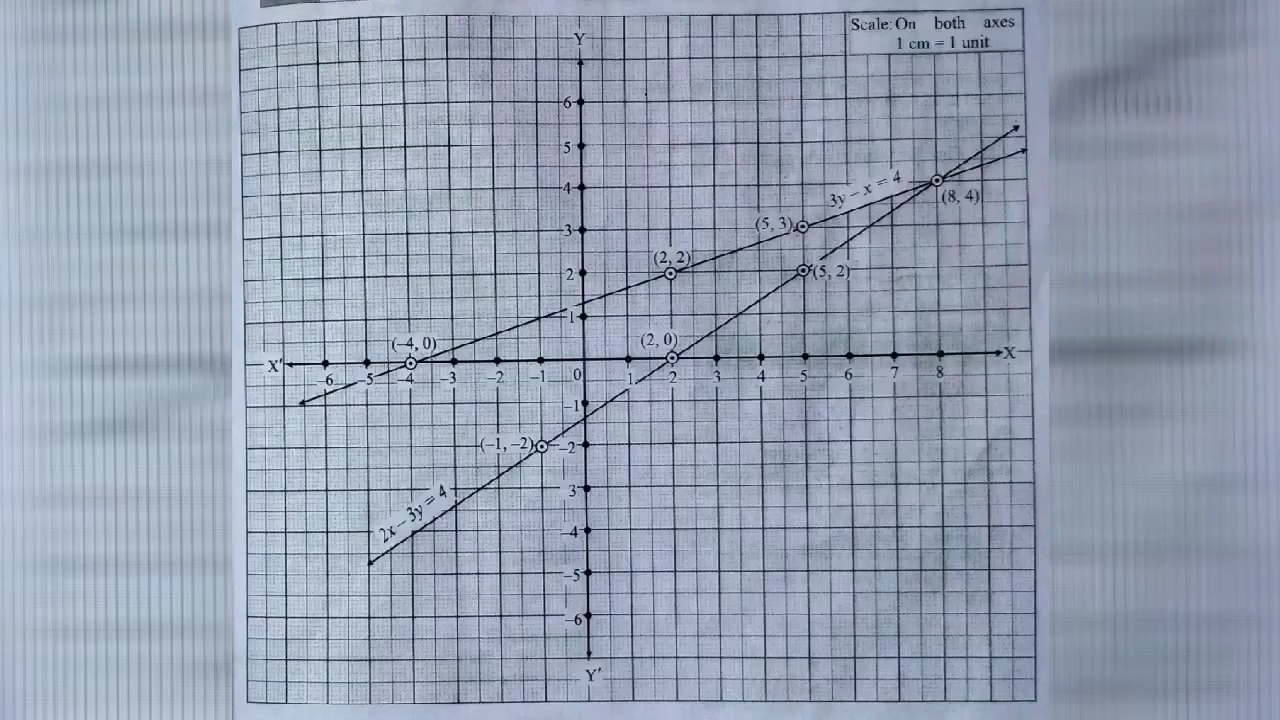 Scale: On both axes
1 cm = 1 unit
Y
6
5
4
3y – x = 4
(8, 4)
(5, 3)
3
(2, 2)
2
(5, 2)
1
(–4, 0)
(2, 0)
X′
X
–6 –5 –4 –3 –2 –1 0 1 2 3 4 5 6 7 8
–1
(–1, –2)
–2
3
2x – 3y = 4
–4
–5
–6
Y′